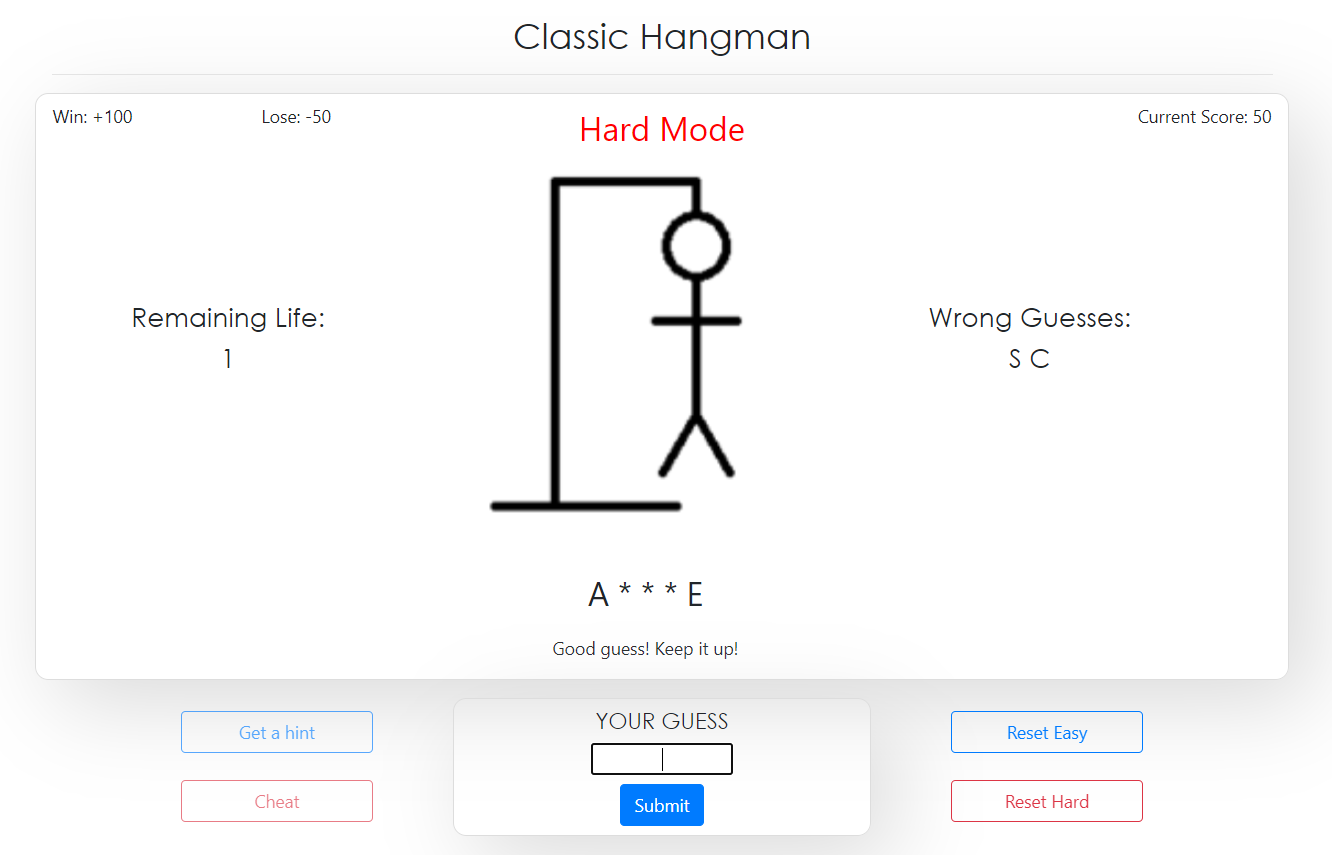 Classic Hangman
Win: +100
Lose: -50
Hard Mode
Current Score: 50
Remaining Life:
1
Wrong Guesses:
S C
A * * * E
Good guess! Keep it up!
Get a hint
Cheat
YOUR GUESS
Submit
Reset Easy
Reset Hard